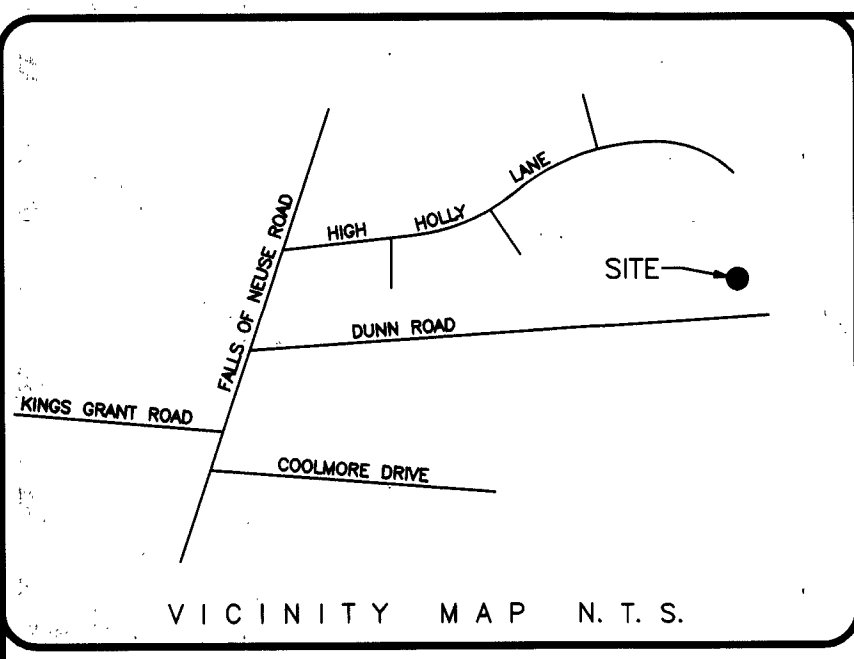 HIGH HOLLY LANE
FALLS OF NEUSE ROAD
SITE
DUNN ROAD
KINGS GRANT ROAD
COOLMORE DRIVE
VICINITY MAP N.T.S.